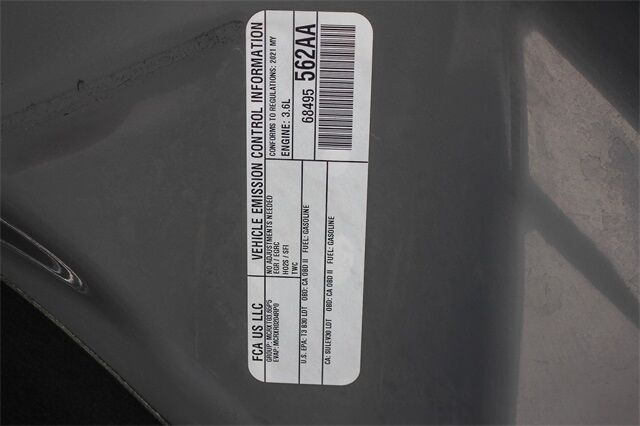 FCA US LLC
VEHICLE EMISSION CONTROL INFORMATION
CONFORMS TO REGULATIONS: 2021 MY
ENGINE: 3.6L
68495 562AA
NO ADJUSTMENTS NEEDED
EGR / EGRC
HO2S / SFI
TWC
U.S. EPA: T3 B30 LDT OBD: CA OBD II FUEL: GASOLINE
CA: SULEV30 LDT OBD: CA OBD II FUEL: GASOLINE